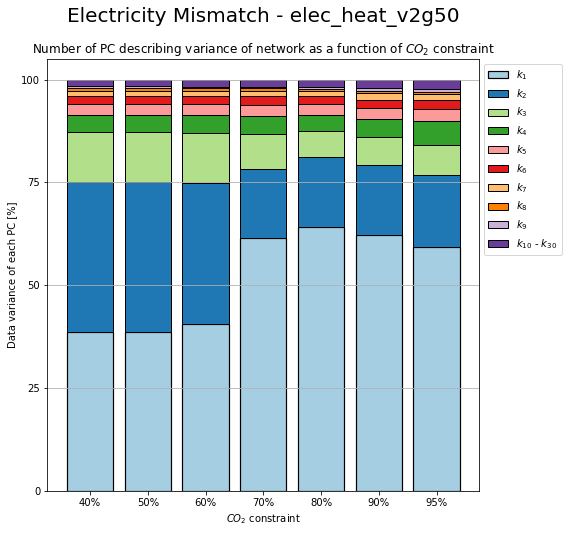 Electricity Mismatch - elec_heat_v2g50
Number of PC describing variance of network as a function of CO₂ constraint
Data variance of each PC [%]
100
75
50
25
0
40% 50% 60% 70% 80% 90% 95%
CO₂ constraint
k₁
k₂
k₃
k₄
k₅
k₆
k₇
k₈
k₉
k₁₀ - k₃₀